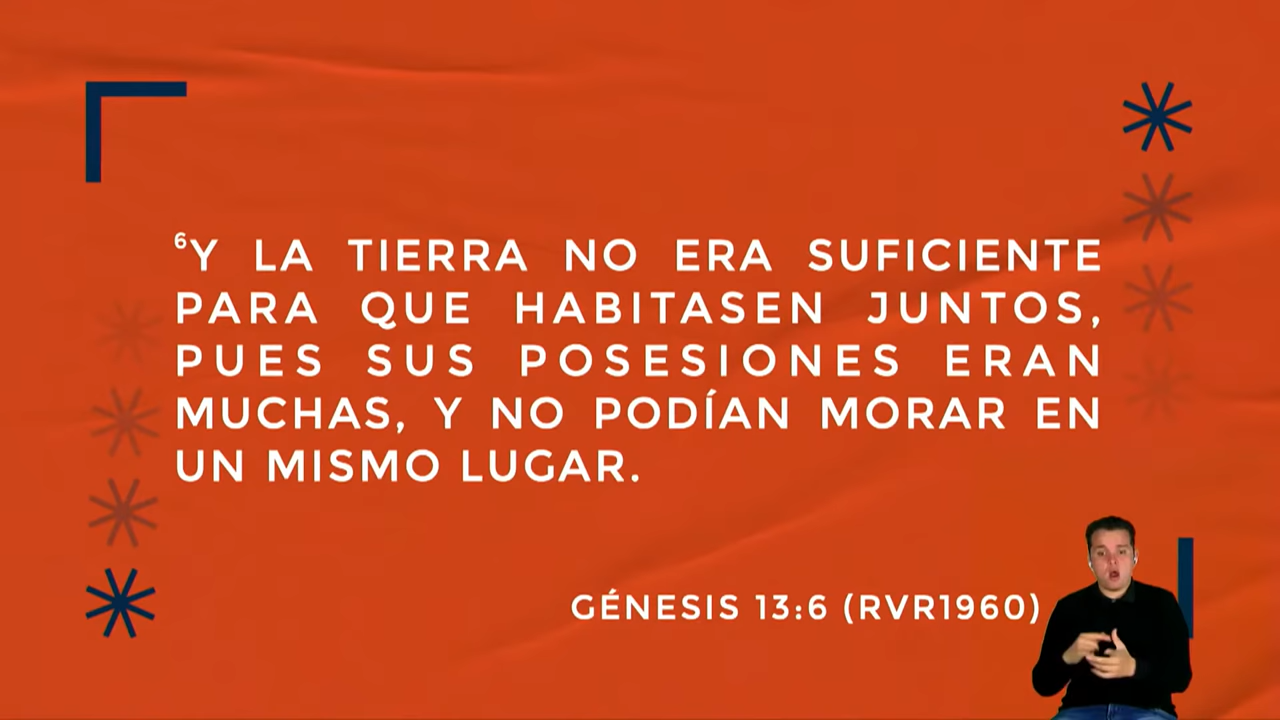 ⁶Y LA TIERRA NO ERA SUFICIENTE
PARA QUE HABITASEN JUNTOS,
PUES SUS POSESIONES ERAN
MUCHAS, Y NO PODÍAN MORAR EN
UN MISMO LUGAR.
GÉNESIS 13:6 (RVR1960)